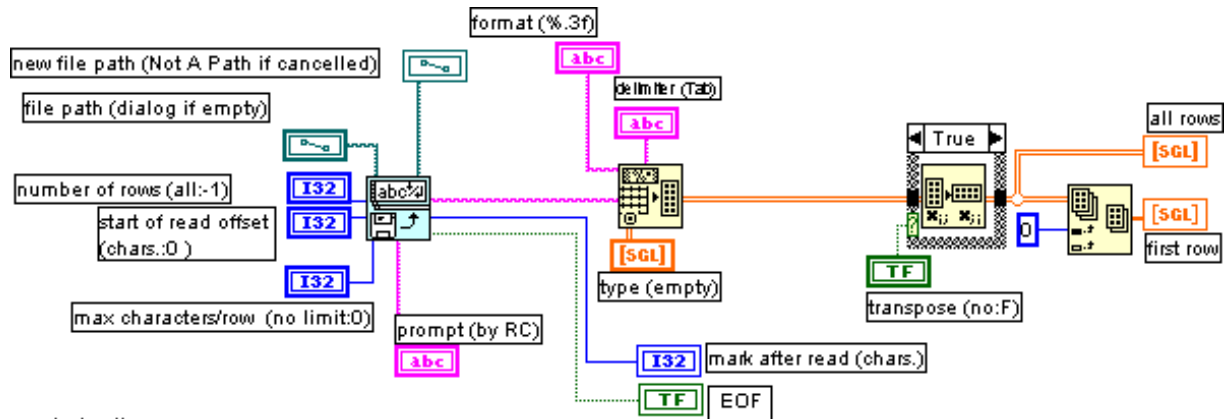 format (%.3f)
new file path (Not A Path if cancelled)
abc
delimiter (Tab)
file path (dialog if empty)
abc
all rows
True
[SGL]
number of rows (all:-1)
I32
abc
start of read offset
(chars.:0 )
I32
0
[SGL]
first row
[SGL]
TF
I32
type (empty)
transpose (no:F)
max characters/row (no limit:0)
prompt (by RC)
abc
I32
mark after read (chars.)
TF
EOF